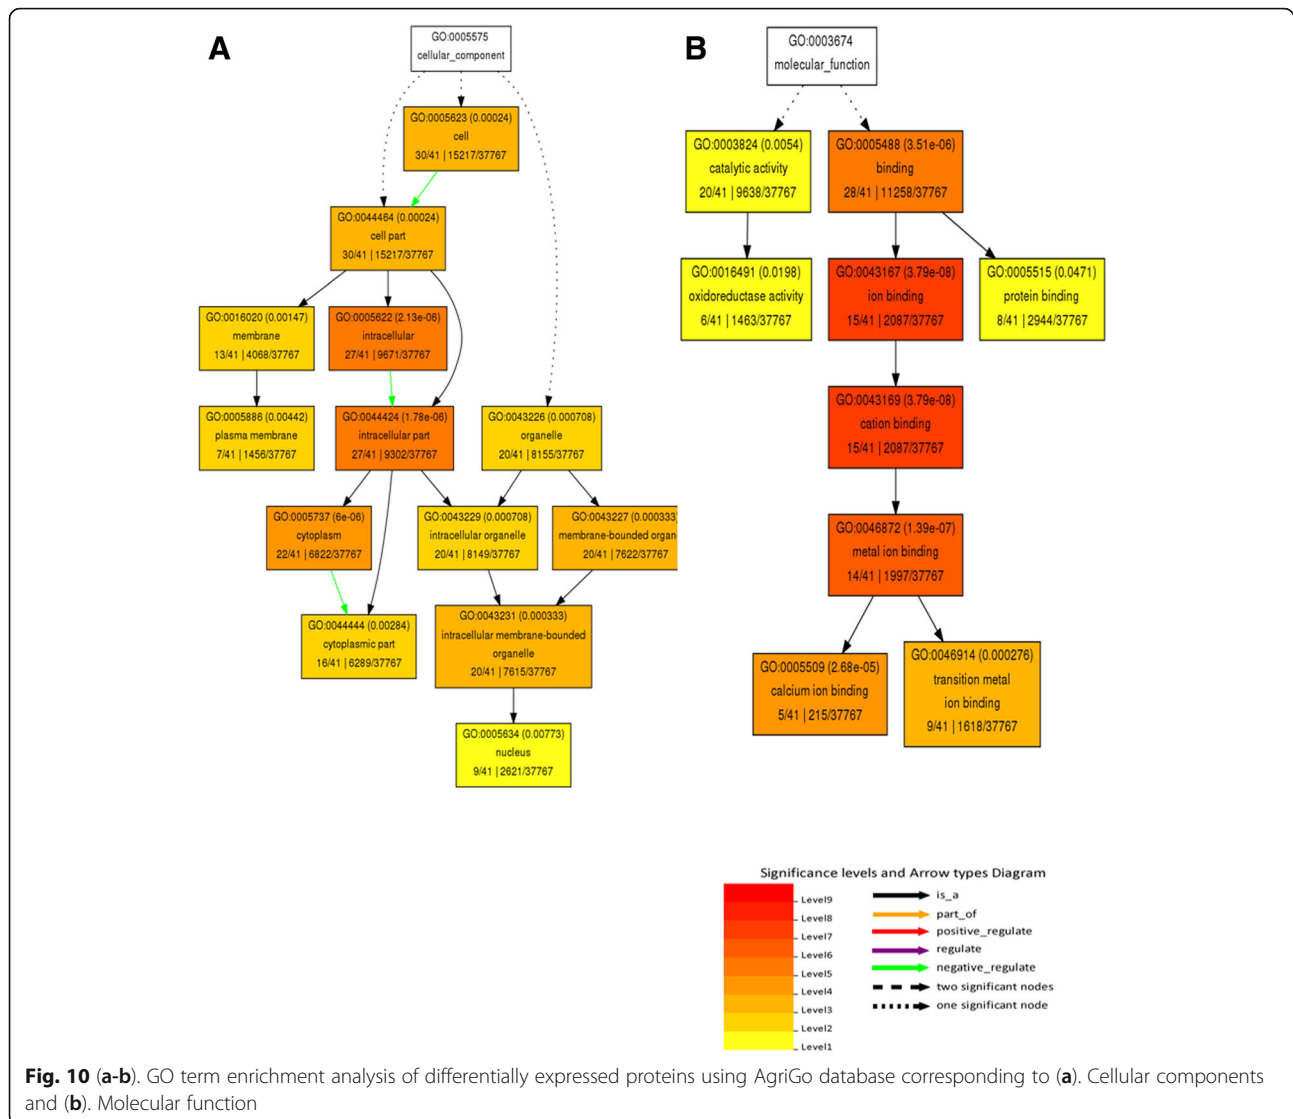 A
GO:0005575
cellular_component
GO:0005623 (0.00024)
cell
30/41 | 15217/37767
GO:0044464 (0.00024)
cell part
30/41 | 15217/37767
GO:0016020 (0.00147)
membrane
13/41 | 4068/37767
GO:0005622 (2.13e-06)
intracellular
27/41 | 9671/37767
GO:0005886 (0.00442)
plasma membrane
7/41 | 1456/37767
GO:0044424 (1.78e-06)
intracellular part
27/41 | 9302/37767
GO:0043226 (0.000708)
organelle
20/41 | 8155/37767
GO:0005737 (6e-06)
cytoplasm
22/41 | 6822/37767
GO:0043229 (0.000708)
intracellular organelle
20/41 | 8149/37767
GO:0043227 (0.000333)
membrane-bounded organ
20/41 | 7622/37767
GO:0044444 (0.00284)
cytoplasmic part
16/41 | 6289/37767
GO:0043231 (0.000333)
intracellular membrane-bounded
organelle
20/41 | 7615/37767
GO:0005634 (0.00773)
nucleus
9/41 | 2621/37767
B
GO:0003674
molecular_function
GO:0003824 (0.0054)
catalytic activity
20/41 | 9638/37767
GO:0005488 (3.51e-06)
binding
28/41 | 11258/37767
GO:0016491 (0.0198)
oxidoreductase activity
6/41 | 1463/37767
GO:0043167 (3.79e-08)
ion binding
15/41 | 2087/37767
GO:0005515 (0.0471)
protein binding
8/41 | 2944/37767
GO:0043169 (3.79e-08)
cation binding
15/41 | 2087/37767
GO:0046872 (1.39e-07)
metal ion binding
14/41 | 1997/37767
GO:0005509 (2.68e-05)
calcium ion binding
5/41 | 215/37767
GO:0046914 (0.000276)
transition metal
ion binding
9/41 | 1618/37767
Significance levels and Arrow types Diagram
Level9
Level8
Level7
Level6
Level5
Level4
Level3
Level2
Level1
is_a
part_of
positive_regulate
regulate
negative_regulate
two significant nodes
one significant node
Fig. 10 (a-b). GO term enrichment analysis of differentially expressed proteins using AgriGo database corresponding to (a). Cellular components
and (b). Molecular function